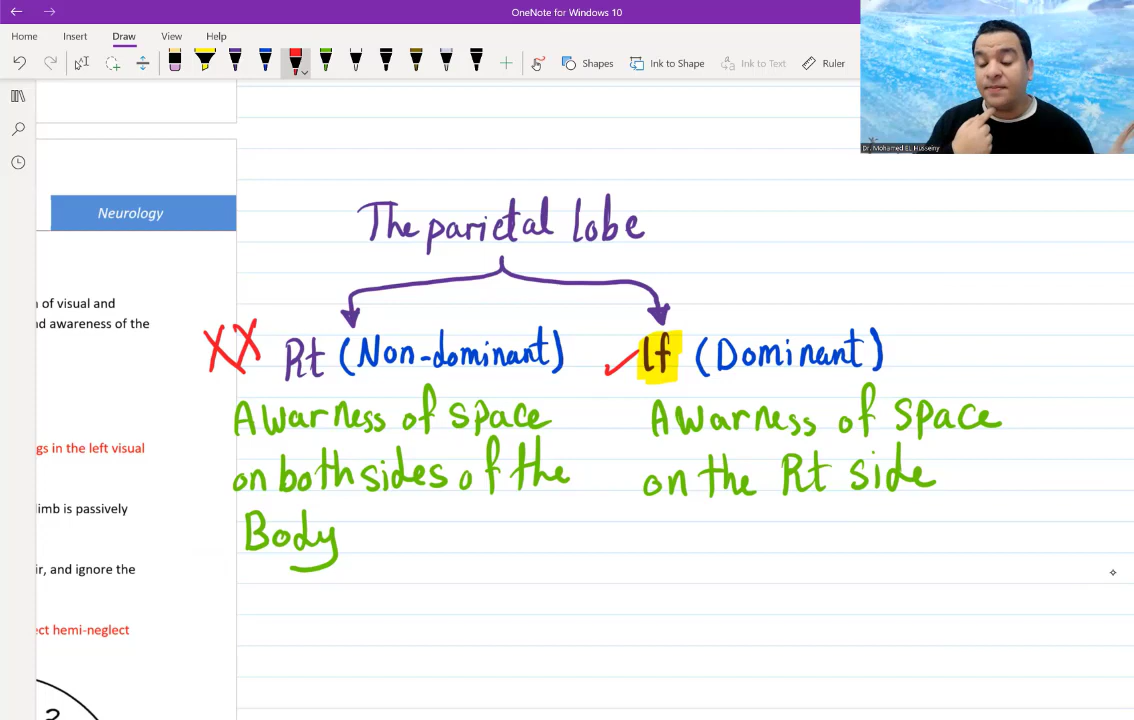 OneNote for Windows 10
Home Insert Draw View Help
Shapes Ink to Shape Ink to Text Ruler
Dr. Mohamed EL Husseiny
Neurology
of visual and
nd awareness of the
gs in the left visual
limb is passively
ir, and ignore the
ect hemi-neglect
2
The parietal lobe
XX Rt (Non-dominant)
Awarness of space
on both sides of the
Body
lf (Dominant)
Awarness of space
on the Rt side